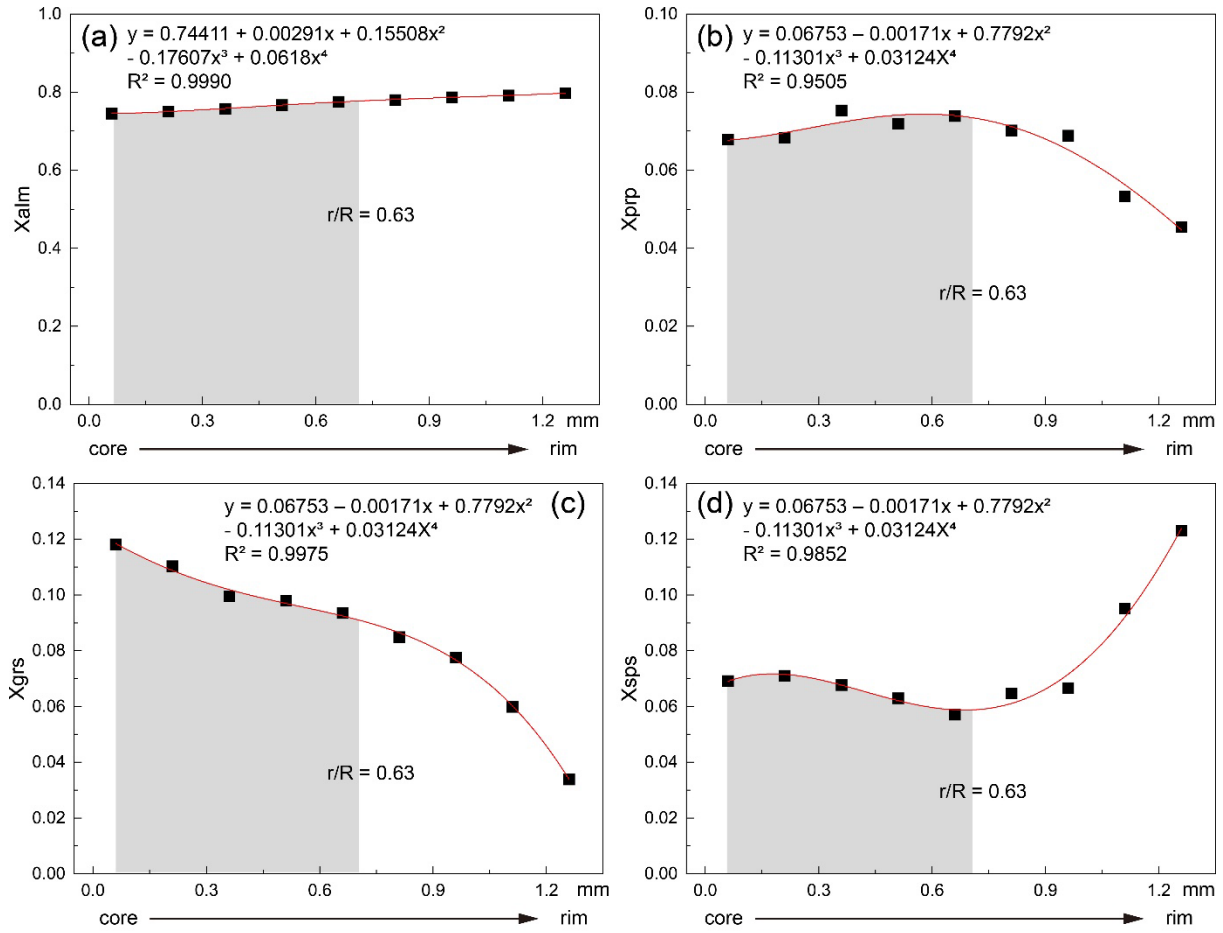 (a)
y = 0.74411 + 0.00291x + 0.15508x²
- 0.17607x³ + 0.0618x⁴
R² = 0.9990
Xalm
1.0
0.8
0.6
0.4
0.2
0.0
r/R = 0.63
0.0 0.3 0.6 0.9 1.2 mm
core rim
(b)
y = 0.06753 – 0.00171x + 0.7792x²
- 0.11301x³ + 0.03124X⁴
R² = 0.9505
Xprp
0.10
0.08
0.06
0.04
0.02
0.00
r/R = 0.63
0.0 0.3 0.6 0.9 1.2 mm
core rim
(c)
y = 0.06753 – 0.00171x + 0.7792x²
- 0.11301x³ + 0.03124X⁴
R² = 0.9975
Xgrs
0.14
0.12
0.10
0.08
0.06
0.04
0.02
0.00
r/R = 0.63
0.0 0.3 0.6 0.9 1.2 mm
core rim
(d)
y = 0.06753 – 0.00171x + 0.7792x²
- 0.11301x³ + 0.03124X⁴
R² = 0.9852
Xsps
0.14
0.12
0.10
0.08
0.06
0.04
0.02
0.00
r/R = 0.63
0.0 0.3 0.6 0.9 1.2 mm
core rim